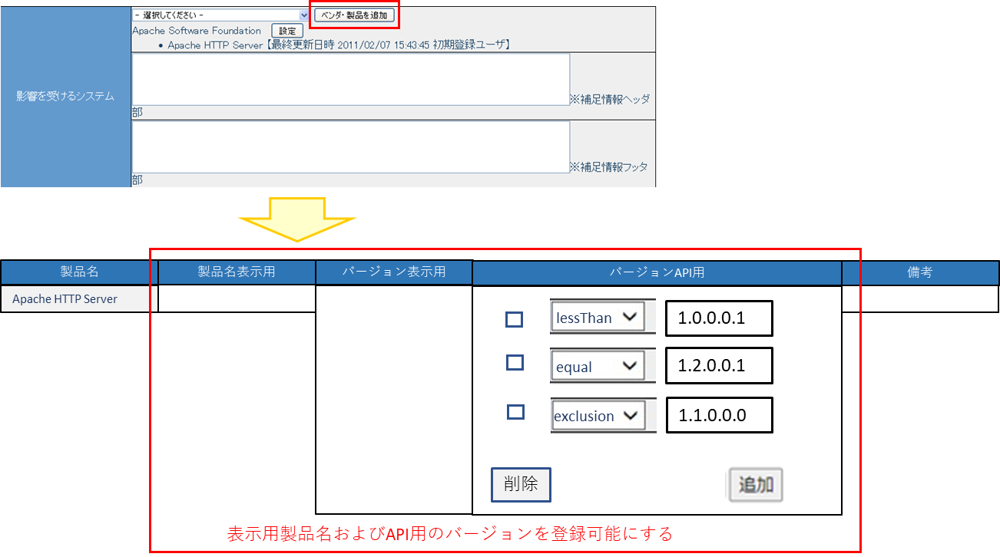 - 選択してください -
ベンダ・製品を追加
Apache Software Foundation 設定
• Apache HTTP Server【最終更新日時 2011/02/07 15:43:45 初期登録ユーザ】
影響を受けるシステム
※補足情報ヘッダ
部
※補足情報フッタ
部
製品名 製品名表示用 バージョン表示用 バージョンAPI用 備考
Apache HTTP Server
lessThan 1.0.0.0.1
equal 1.2.0.0.1
exclusion 1.1.0.0.0
削除 追加
表示用製品名およびAPI用のバージョンを登録可能にする